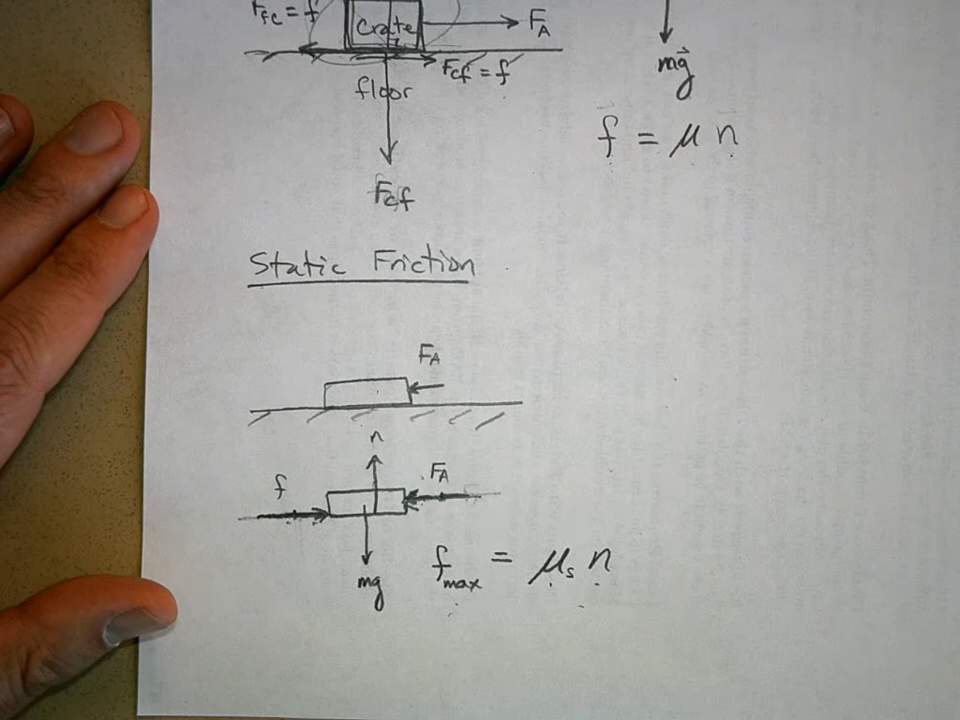 F_fc = f
crate
F_A
F_cf = f
floor
mg⃗
F_cf
f = μ n
Static Friction
F_A
n
f
F_A
mg
f_max = μ_s n